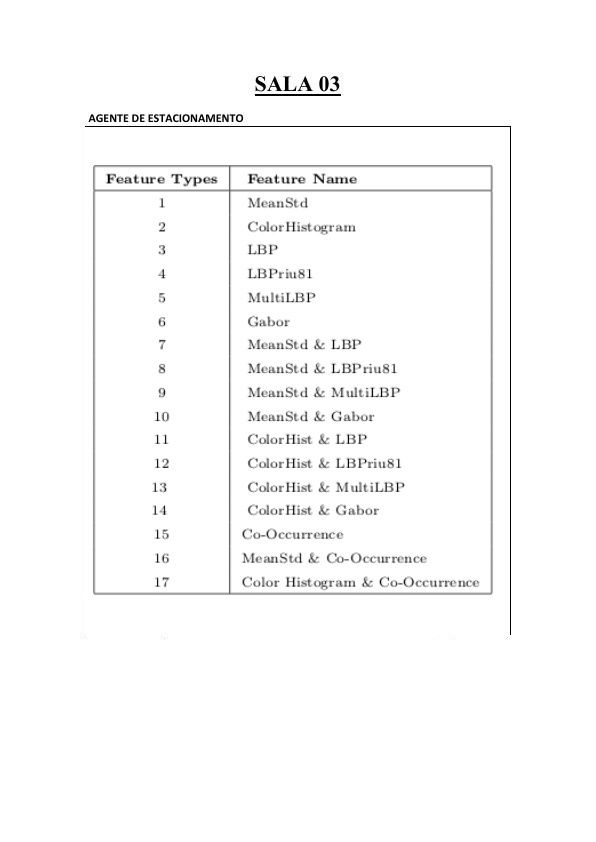 SALA 03
AGENTE DE ESTACIONAMENTO
Feature Types Feature Name
1 MeanStd
2 ColorHistogram
3 LBP
4 LBPriu81
5 MultiLBP
6 Gabor
7 MeanStd & LBP
8 MeanStd & LBPriu81
9 MeanStd & MultiLBP
10 MeanStd & Gabor
11 ColorHist & LBP
12 ColorHist & LBPriu81
13 ColorHist & MultiLBP
14 ColorHist & Gabor
15 Co-Occurrence
16 MeanStd & Co-Occurrence
17 Color Histogram & Co-Occurrence